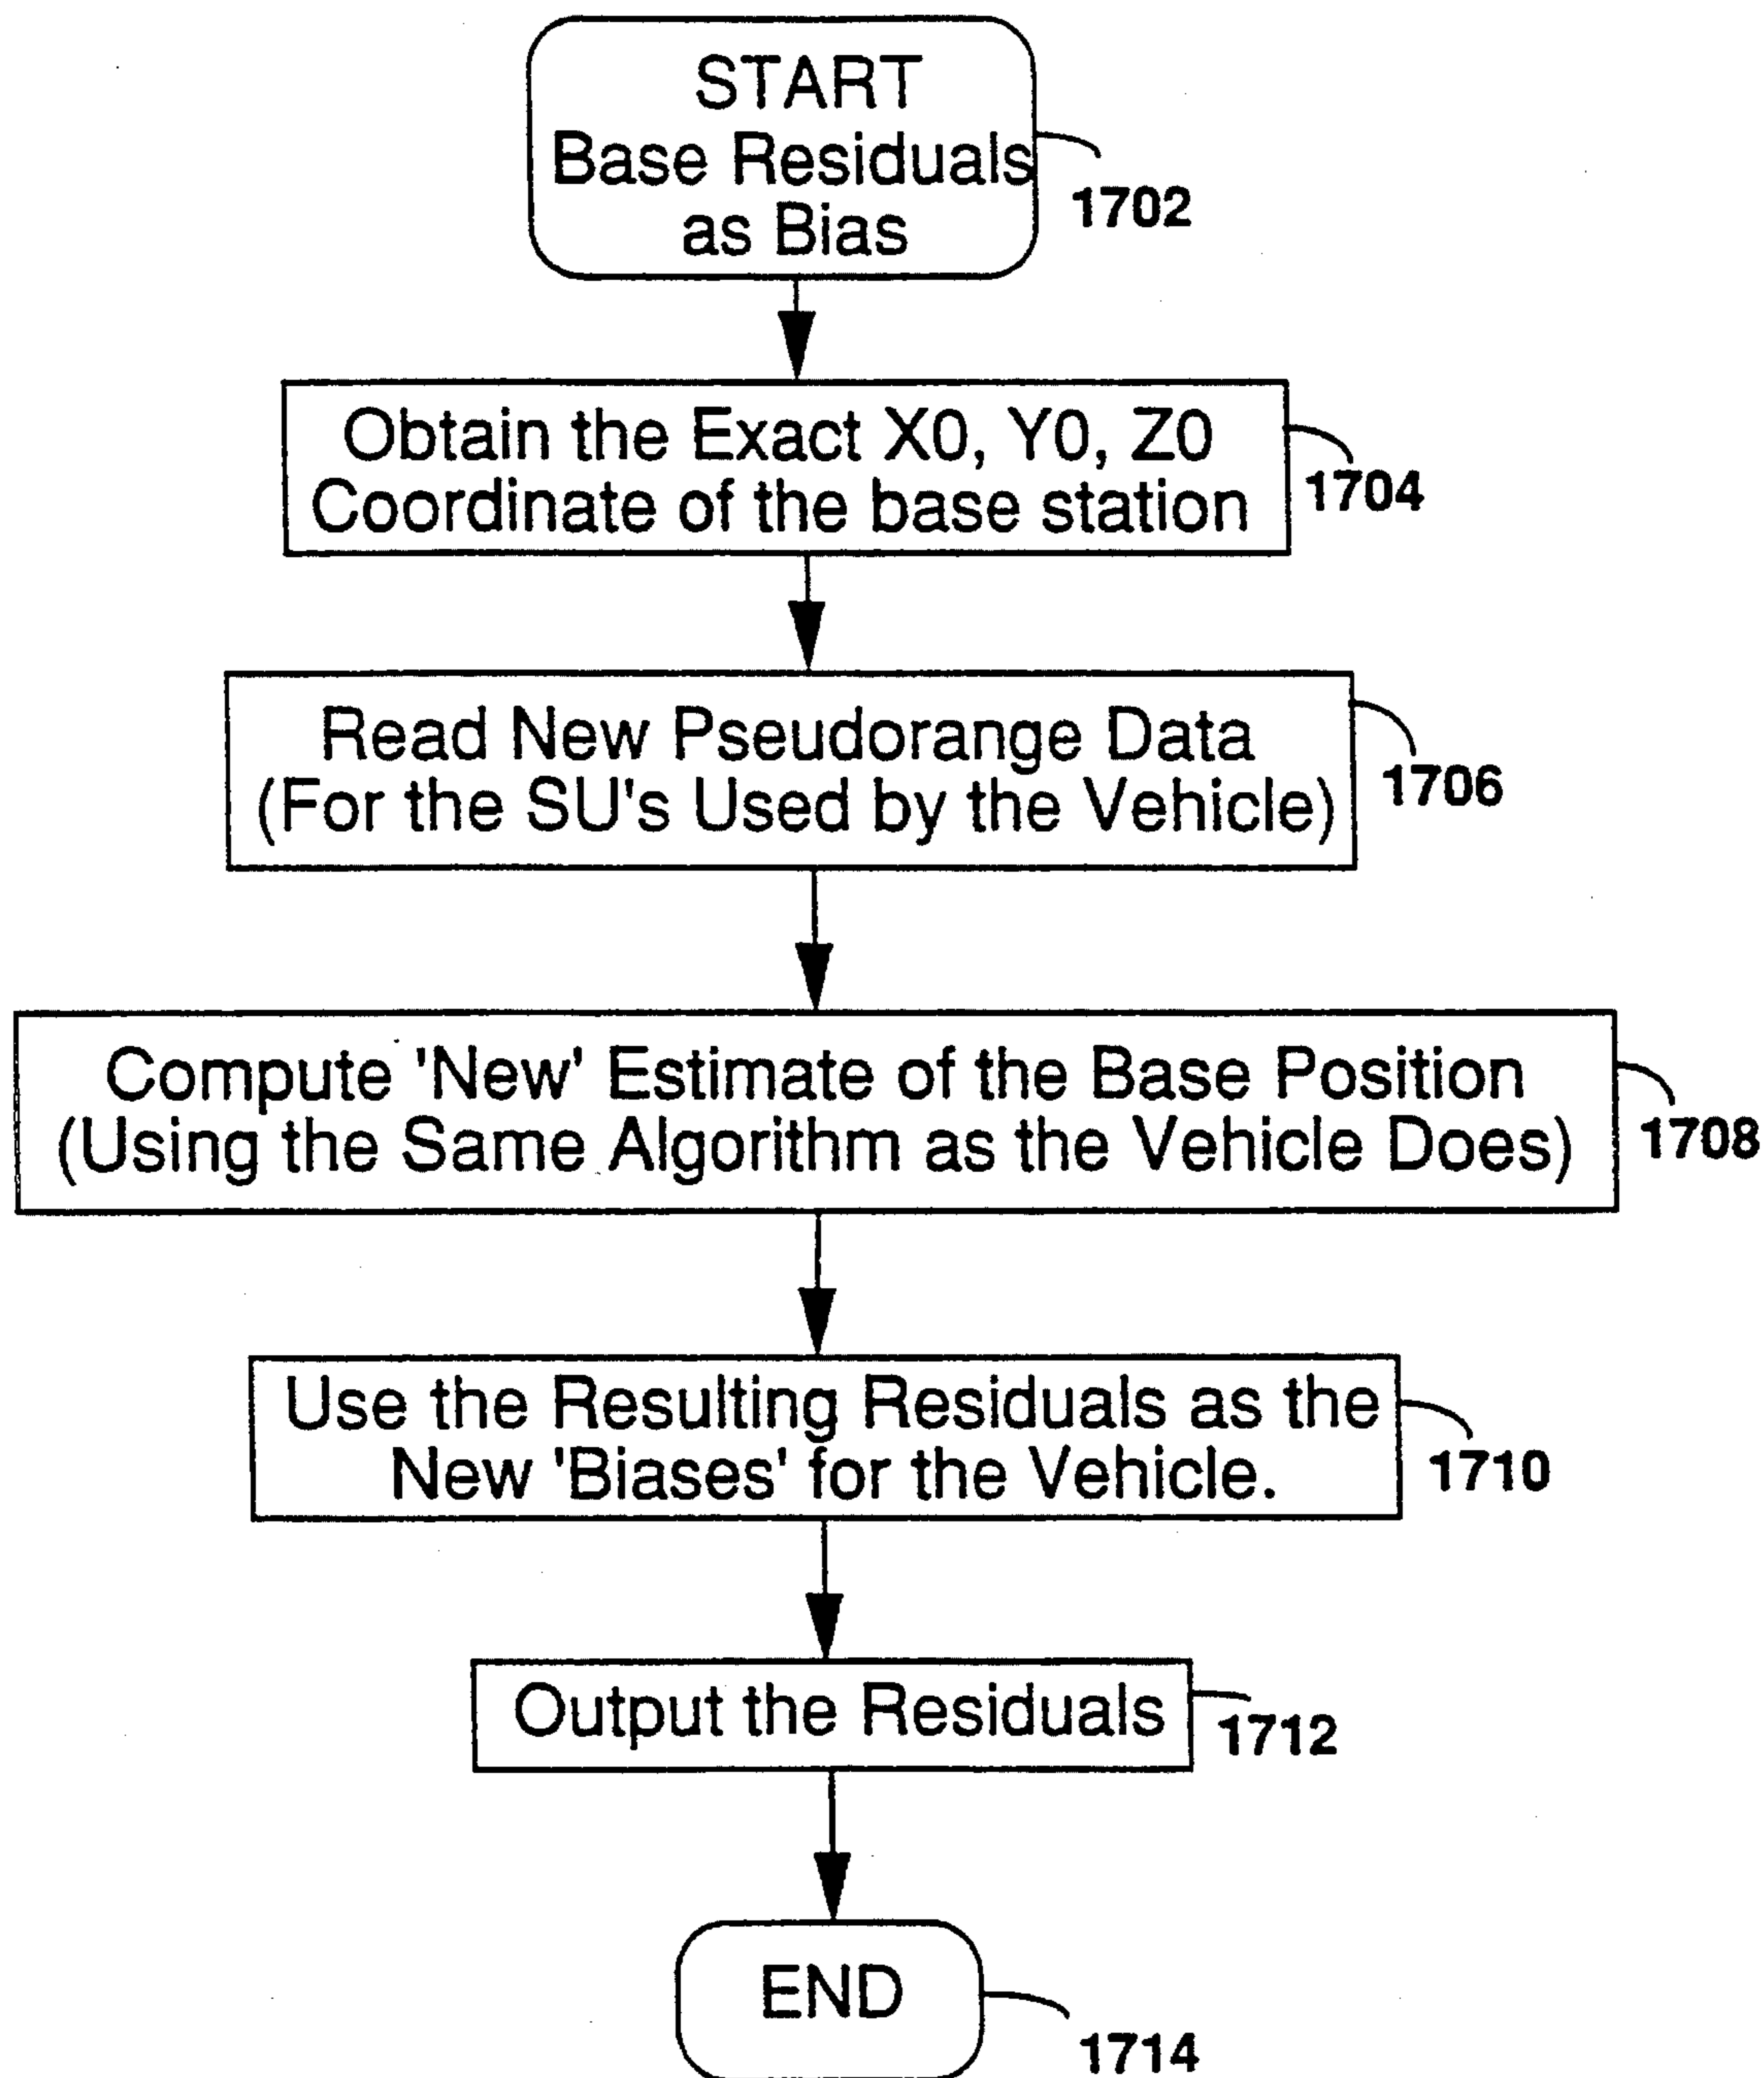 START
Base Residuals
as Bias
1702
Obtain the Exact X0, Y0, Z0
Coordinate of the base station
1704
Read New Pseudorange Data
(For the SU's Used by the Vehicle)
1706
Compute 'New' Estimate of the Base Position
(Using the Same Algorithm as the Vehicle Does)
1708
Use the Resulting Residuals as the
New 'Biases' for the Vehicle.
1710
Output the Residuals
1712
END
1714